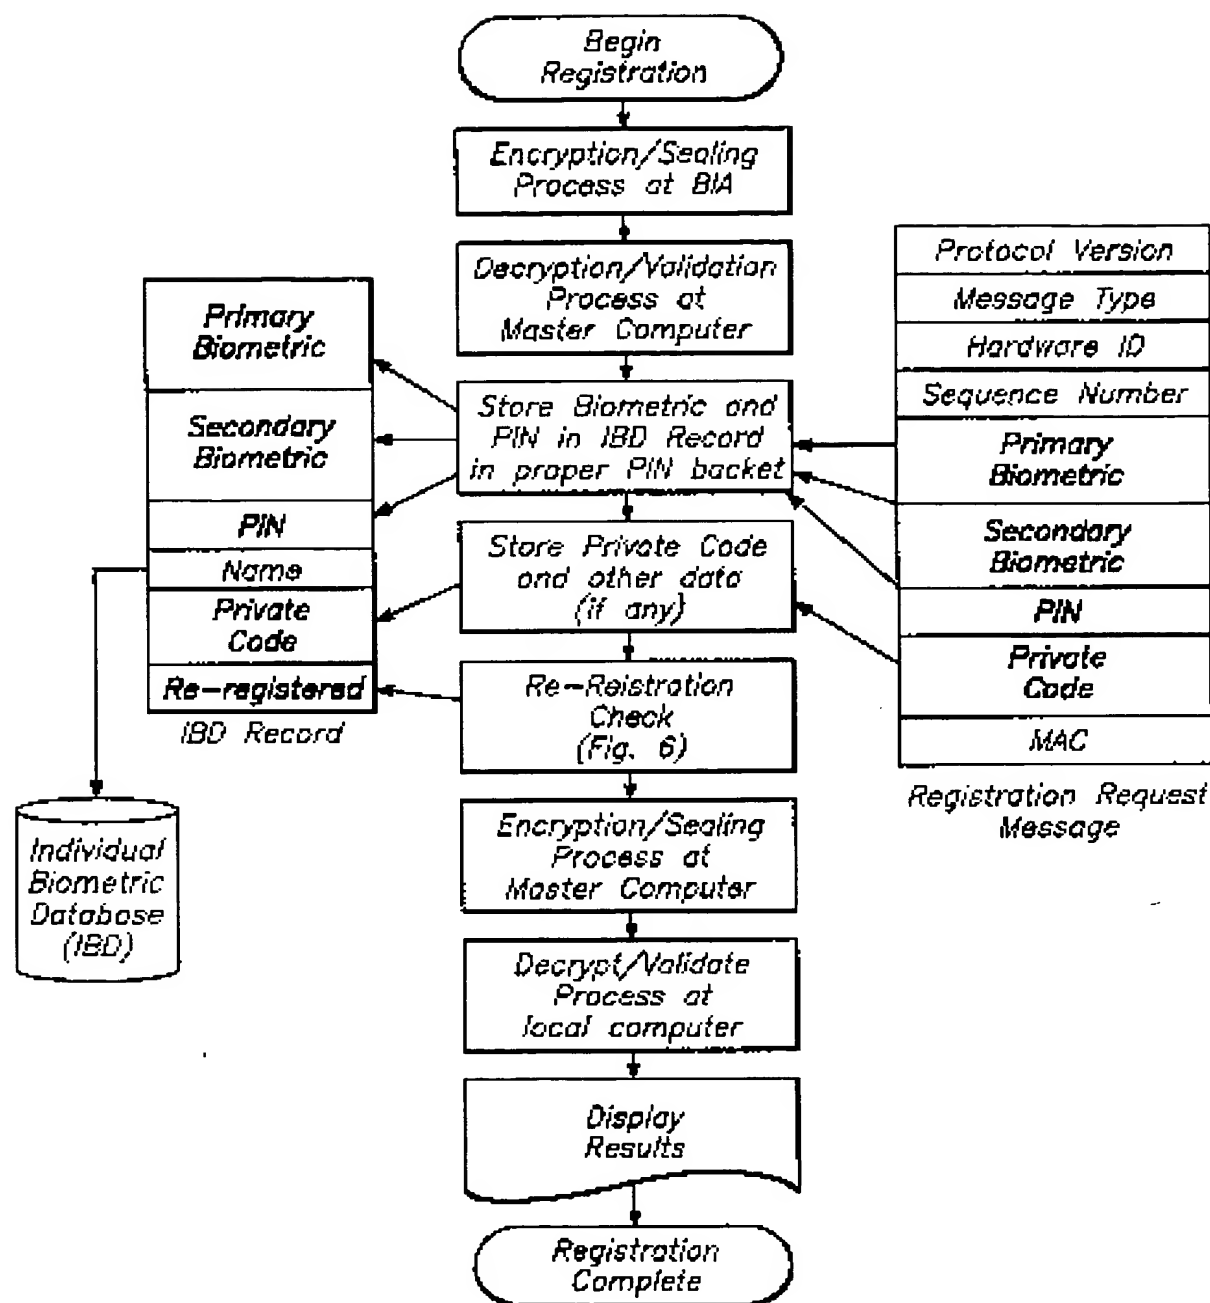 Begin
Registration
Encryption/Sealing
Process at BIA
Decryption/Validation
Process at
Master Computer
Store Biometric and
PIN in IBD Record
in proper PIN backet
Store Private Code
and other data
(if any}
Re-Reistration
Check
(Fig. 6)
Encryption/Sealing
Process at
Master Computer
Decrypt/Validate
Process at
local computer
Display
Results
Registration
Complete
Primary
Biometric
Secondary
Biometric
PIN
Name
Private
Code
Re-registered
IBD Record
Individual
Biometric
Database
(IBD)
Protocol Version
Message Type
Hardware ID
Sequence Number
Primary
Biometric
Secondary
Biometric
PIN
Private
Code
MAC
Registration Request
Message